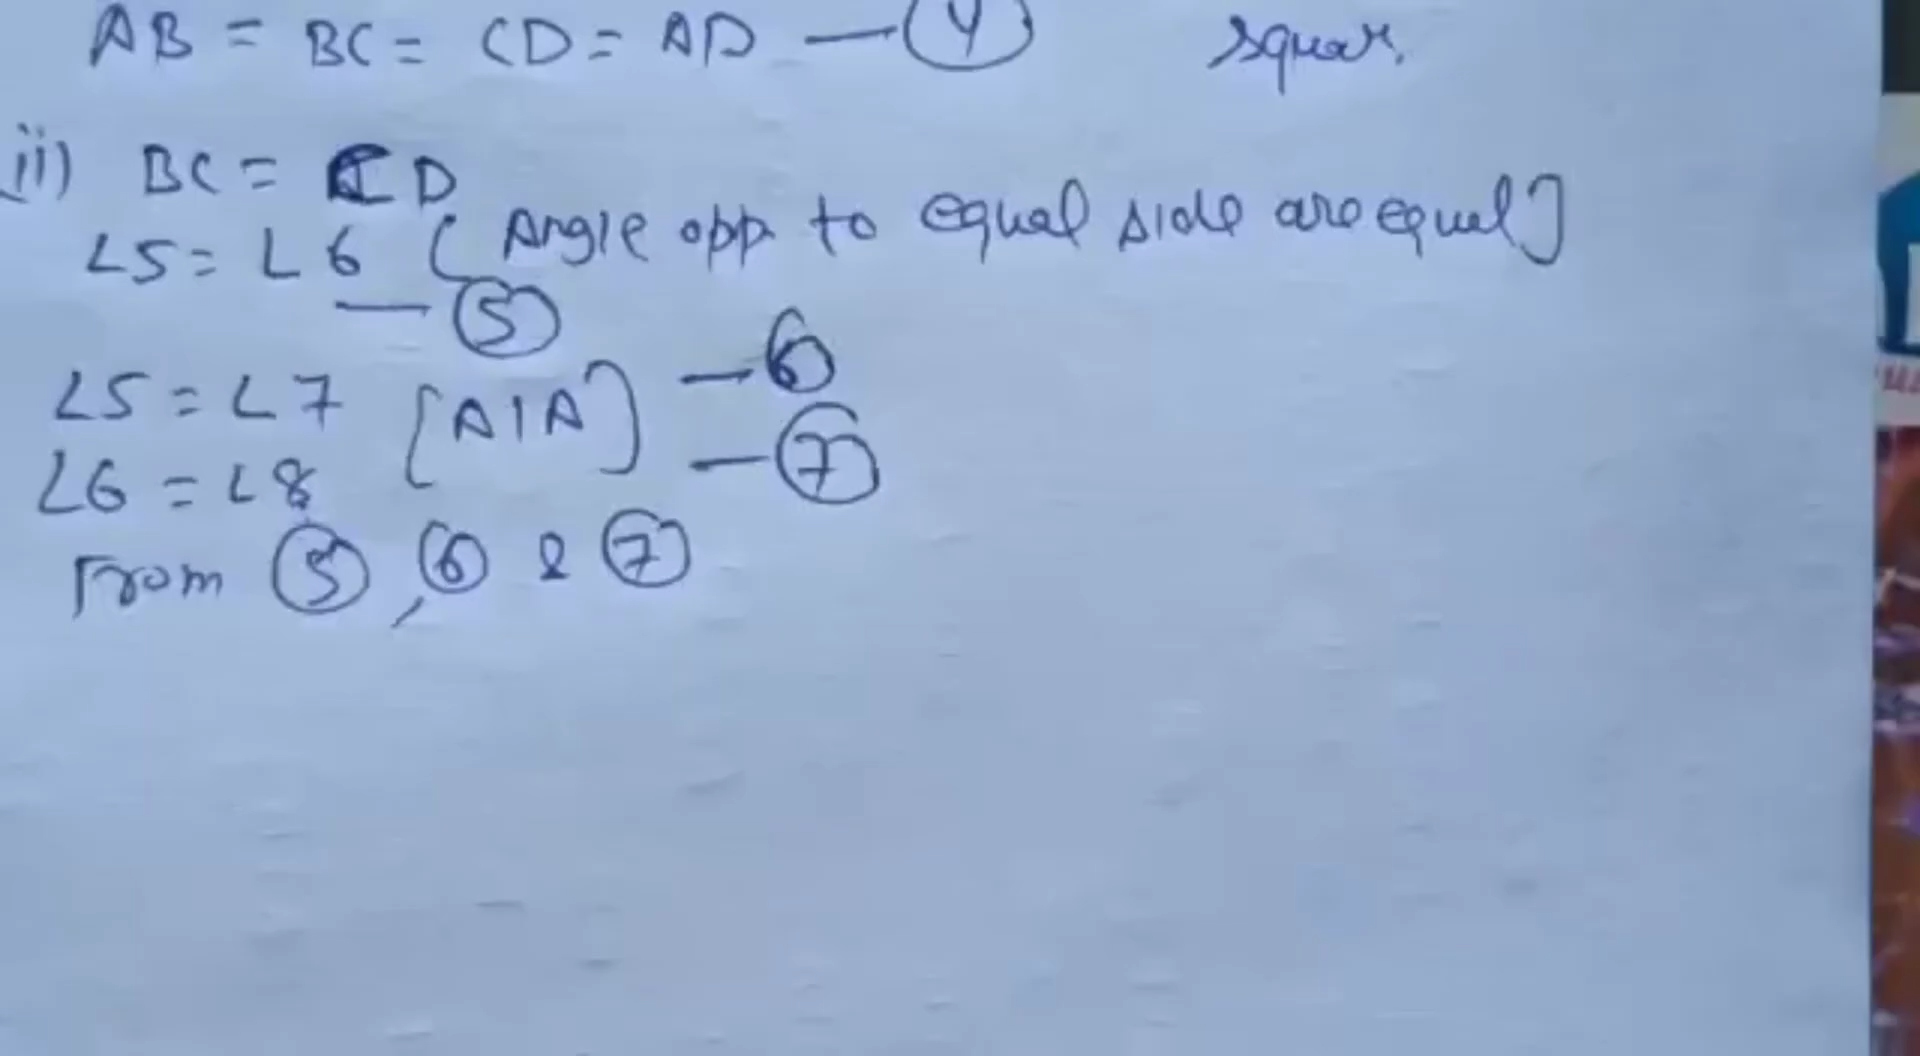 AB = BC = CD = AD — (4) squar.
ii) BC = CD
∠5 = ∠6 ( Angle opp to equal side are equal]
— (5)
∠5 = ∠7 [AIA] — (6)
∠6 = ∠8 — (7)
From (5), (6) & (7)